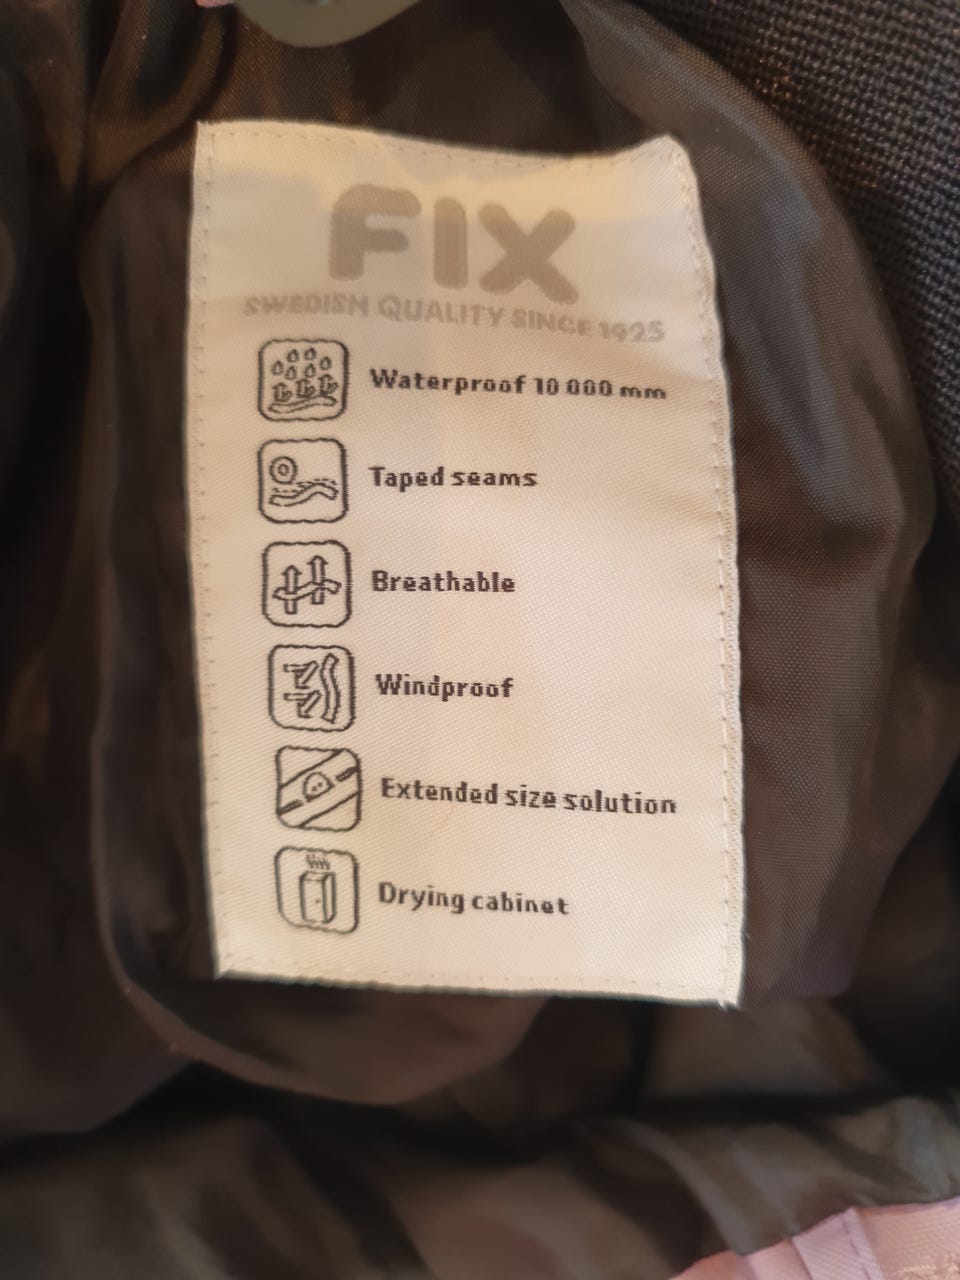 FIX
SWEDISH QUALITY SINCE 1925
Waterproof 10 000 mm
Taped seams
Breathable
Windproof
Extended size solution
Drying cabinet